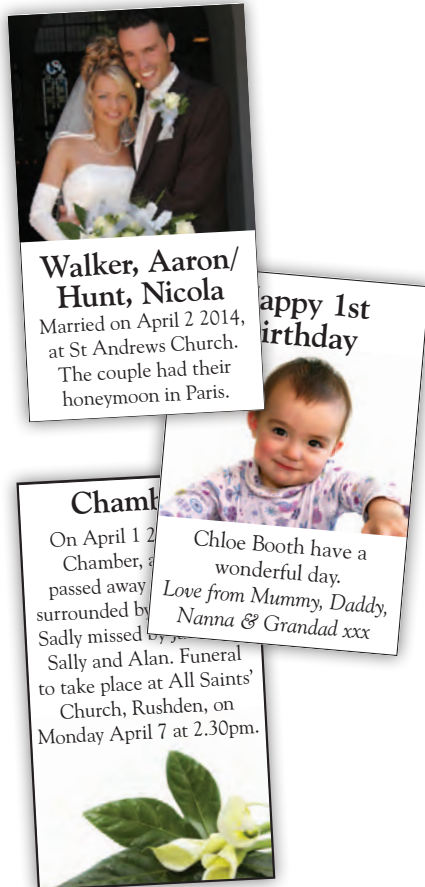 Walker, Aaron/
Hunt, Nicola
Married on April 2 2014,
at St Andrews Church.
The couple had their
honeymoon in Paris.
appy 1st
irthday
Chloe Booth have a
wonderful day.
Love from Mummy, Daddy,
Nanna & Grandad xxx
Chamb
On April 1 2
Chamber, a
passed away
surrounded by
Sadly missed by
Sally and Alan. Funeral
to take place at All Saints'
Church, Rushden, on
Monday April 7 at 2.30pm.